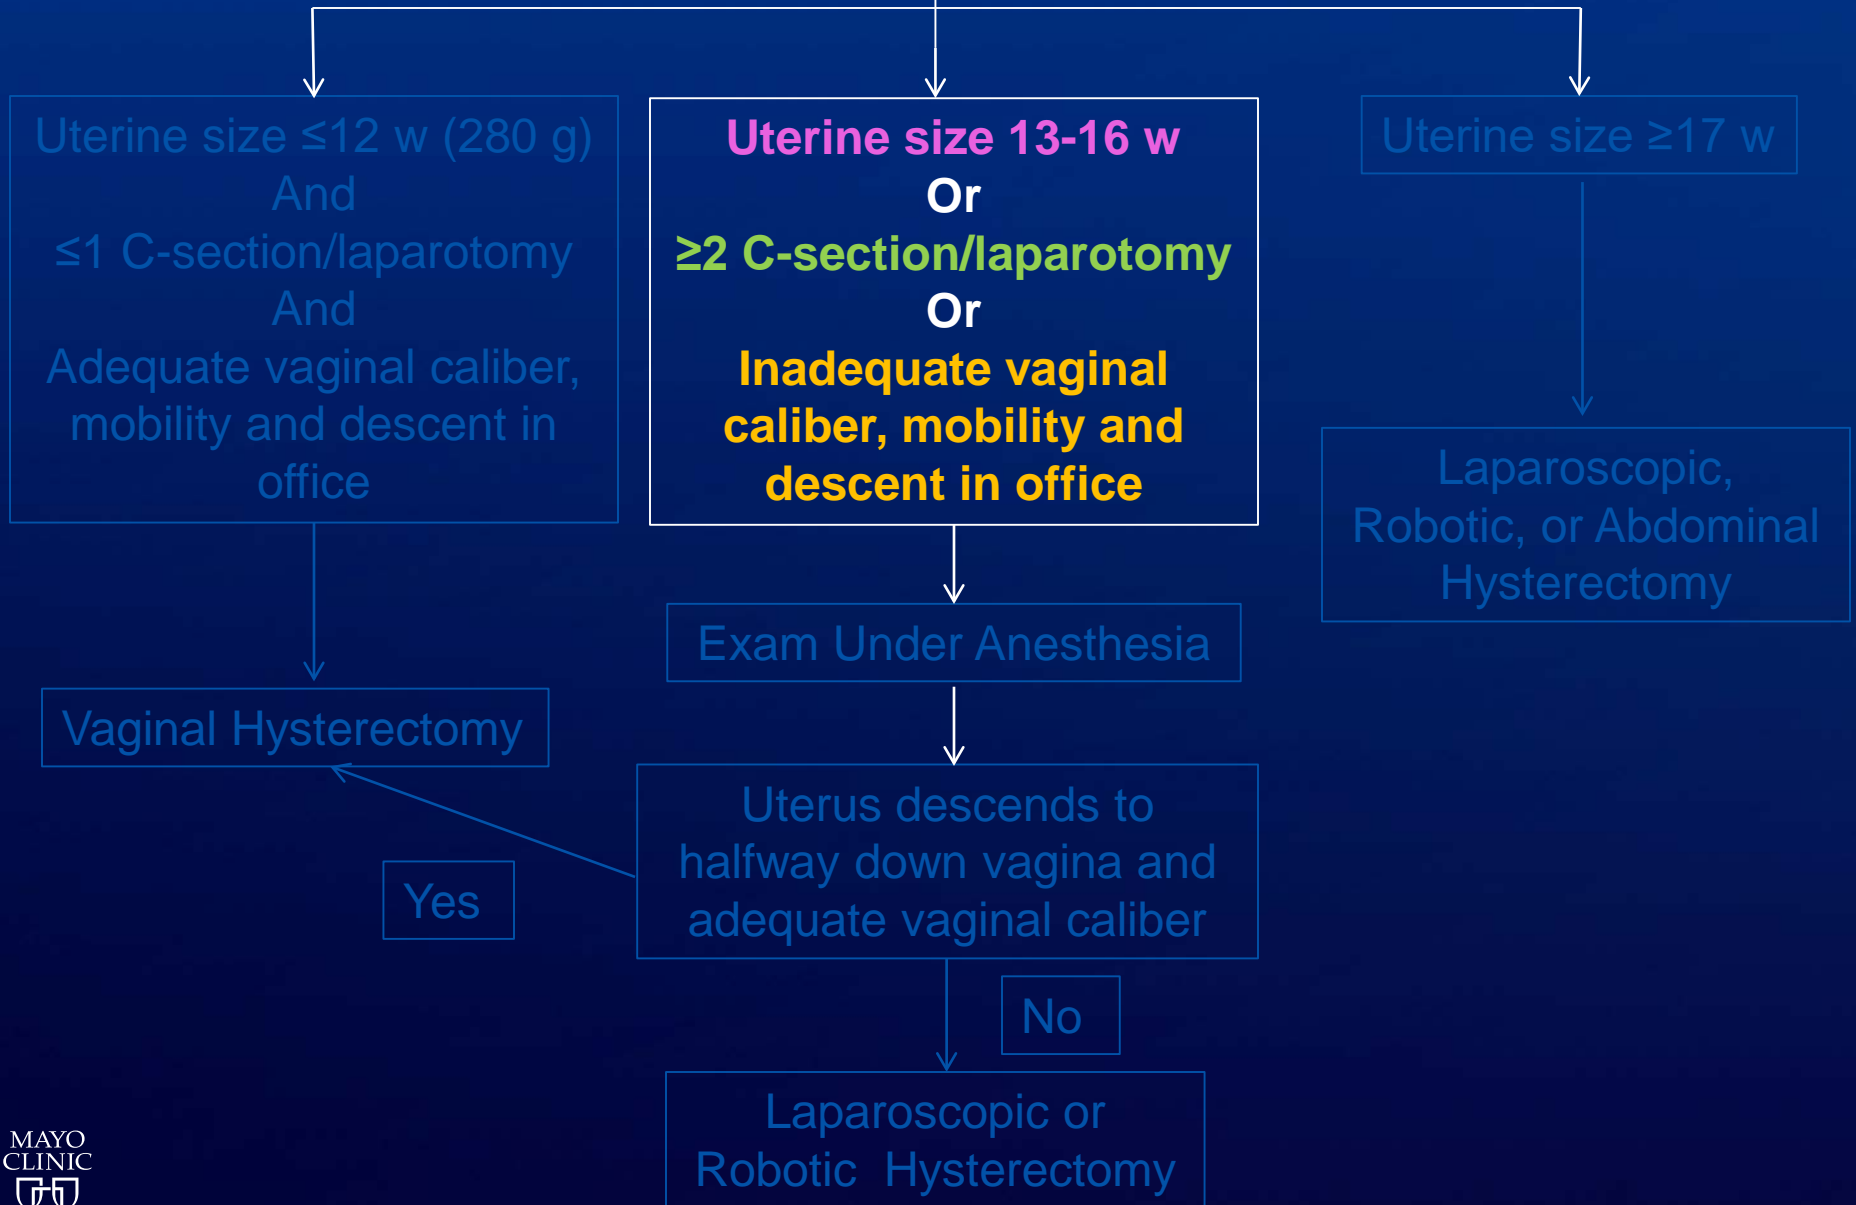 Uterine size ≤12 w (280 g)
And
≤1 C-section/laparotomy
And
Adequate vaginal caliber,
mobility and descent in
office
Uterine size 13-16 w
Or
≥2 C-section/laparotomy
Or
Inadequate vaginal
caliber, mobility and
descent in office
Uterine size ≥17 w
Laparoscopic,
Robotic, or Abdominal
Hysterectomy
Exam Under Anesthesia
Vaginal Hysterectomy
Uterus descends to
halfway down vagina and
adequate vaginal caliber
Yes
No
Laparoscopic or
Robotic  Hysterectomy
MAYO
CLINIC